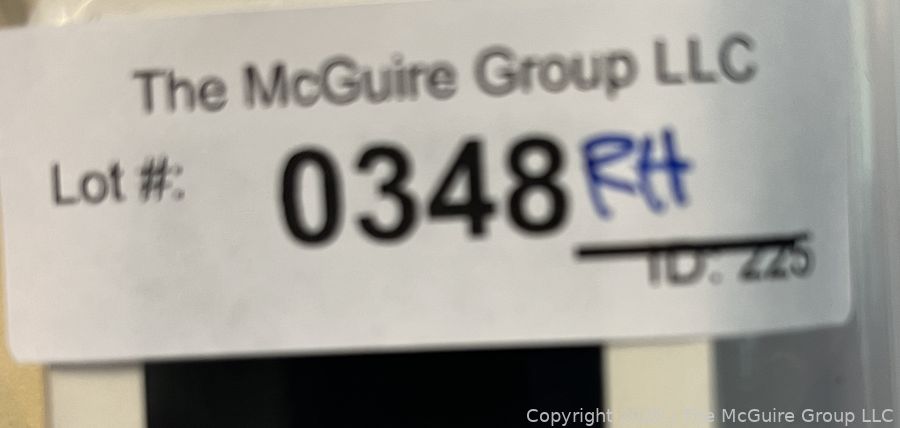 The McGuire Group LLC
Lot #: 0348 RH
ID: 225
Copyright The McGuire Group LLC